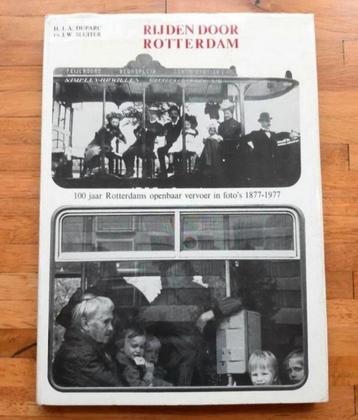 H.J.A. DUPARC
en J.W. SLUITER
RIJDEN DOOR
ROTTERDAM
100 jaar Rotterdams openbaar vervoer in foto's 1877-1977